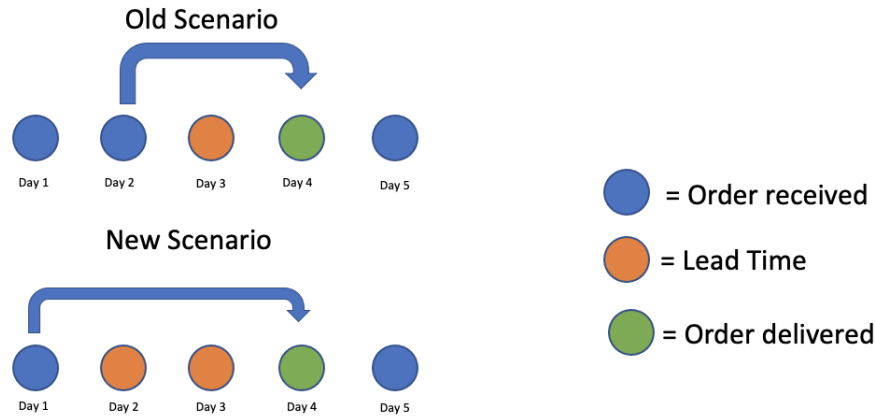 Old Scenario
Day 1 Day 2 Day 3 Day 4 Day 5
New Scenario
Day 1 Day 2 Day 3 Day 4 Day 5
= Order received
= Lead Time
= Order delivered